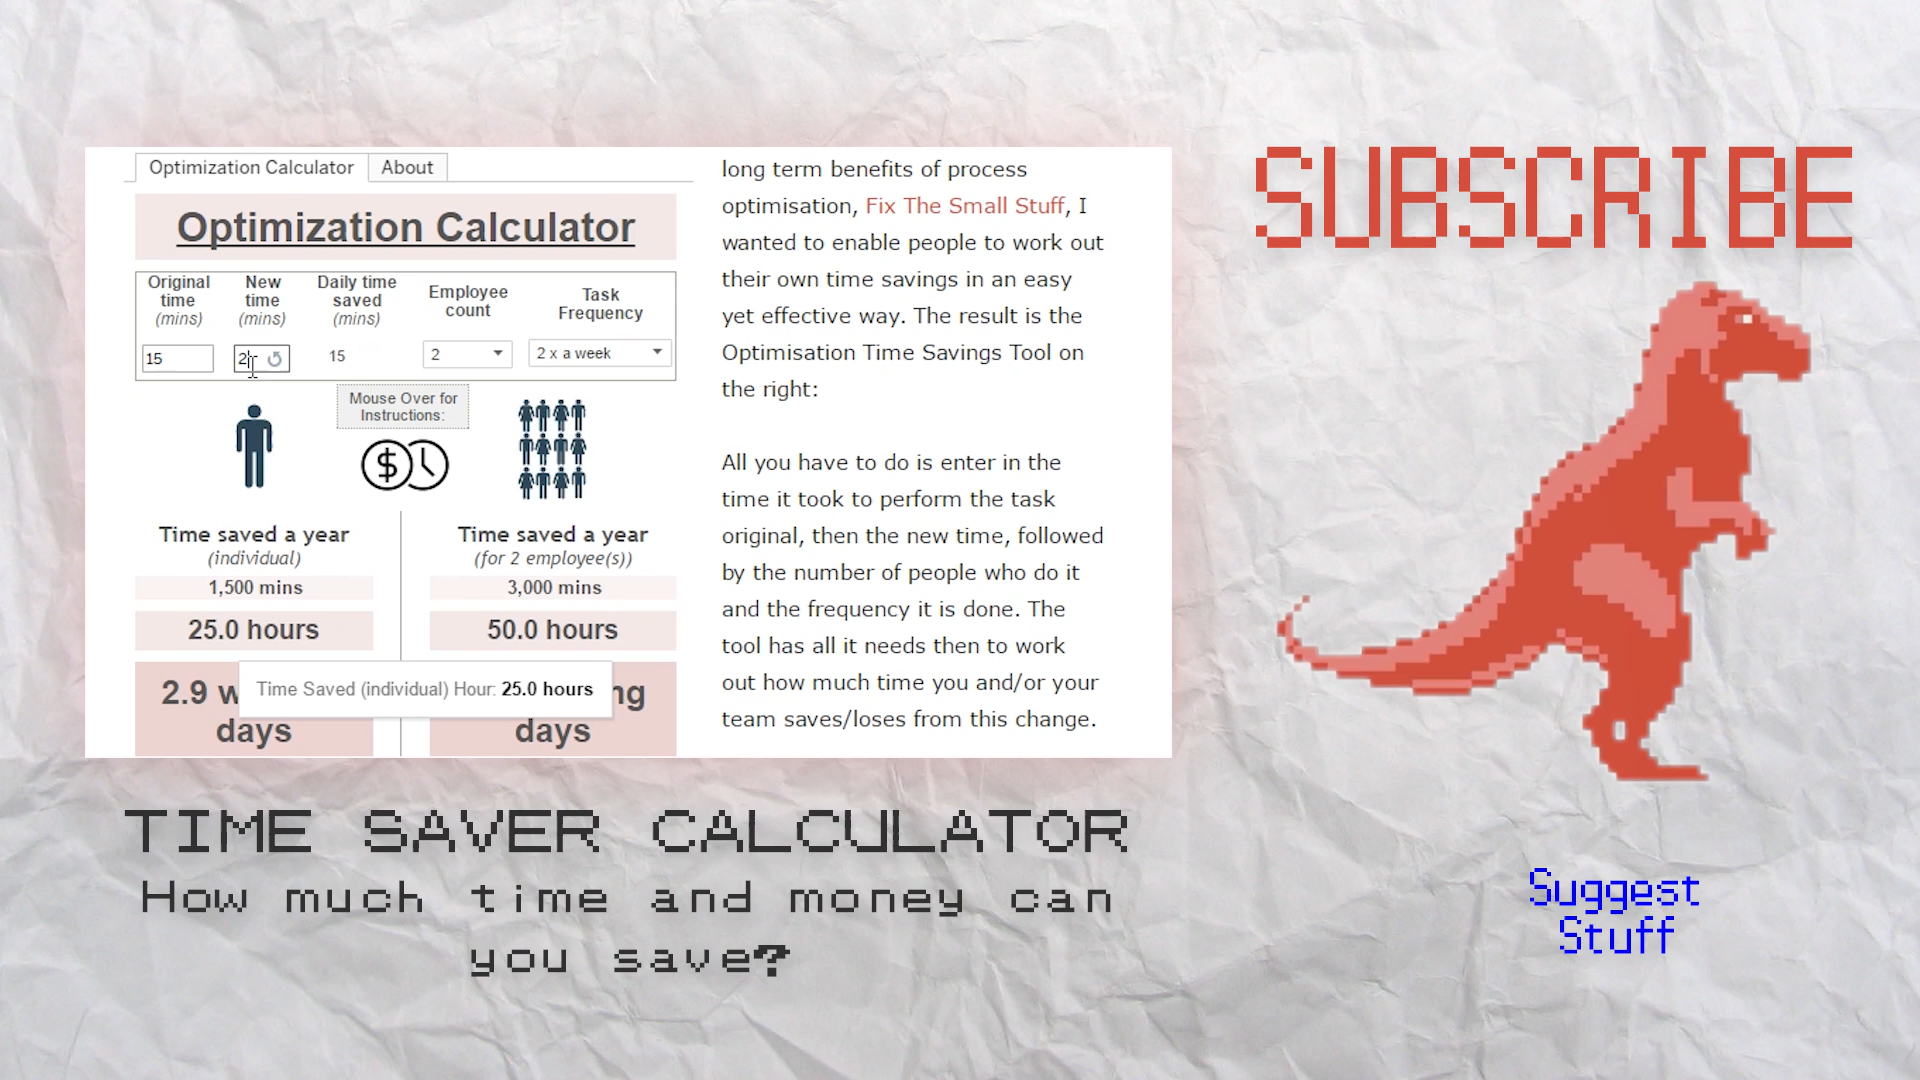 Optimization Calculator
About
Optimization Calculator
Original time (mins)
New time (mins)
Daily time saved (mins)
Employee count
Task Frequency
15
2
15
2
2 x a week
Mouse Over for
Instructions:
$
Time saved a year
(individual)
1,500 mins
25.0 hours
2.9 w
days
Time saved a year
(for 2 employee(s))
3,000 mins
50.0 hours
ng
days
Time Saved (individual) Hour: 25.0 hours
long term benefits of process
optimisation, Fix The Small Stuff, I
wanted to enable people to work out
their own time savings in an easy
yet effective way. The result is the
Optimisation Time Savings Tool on
the right:
All you have to do is enter in the
time it took to perform the task
original, then the new time, followed
by the number of people who do it
and the frequency it is done. The
tool has all it needs then to work
out how much time you and/or your
team saves/loses from this change.
TIME SAVER CALCULATOR
How much time and money can
you save?
SUBSCRIBE
Suggest
Stuff